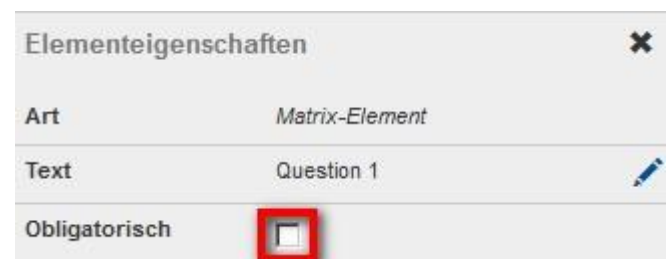 Elementeigenschaften
Art Matrix-Element
Text Question 1
Obligatorisch